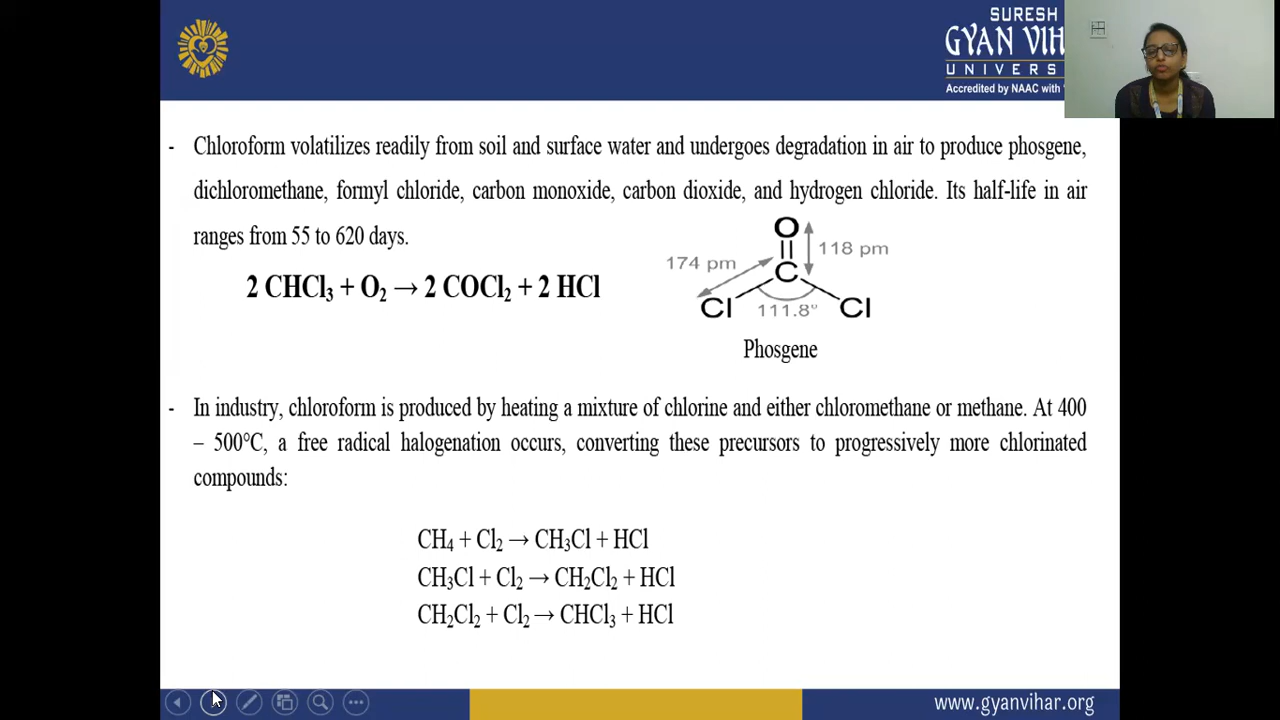 SURESH
GYAN VIH
UNIVERS
Accredited by NAAC with
- Chloroform volatilizes readily from soil and surface water and undergoes degradation in air to produce phosgene,
dichloromethane, formyl chloride, carbon monoxide, carbon dioxide, and hydrogen chloride. Its half-life in air
ranges from 55 to 620 days.
2 CHCl₃ + O₂ → 2 COCl₂ + 2 HCl
O
118 pm
174 pm
C
Cl 111.8° Cl
Phosgene
- In industry, chloroform is produced by heating a mixture of chlorine and either chloromethane or methane. At 400
– 500°C, a free radical halogenation occurs, converting these precursors to progressively more chlorinated
compounds:
CH₄ + Cl₂ → CH₃Cl + HCl
CH₃Cl + Cl₂ → CH₂Cl₂ + HCl
CH₂Cl₂ + Cl₂ → CHCl₃ + HCl
www.gyanvihar.org